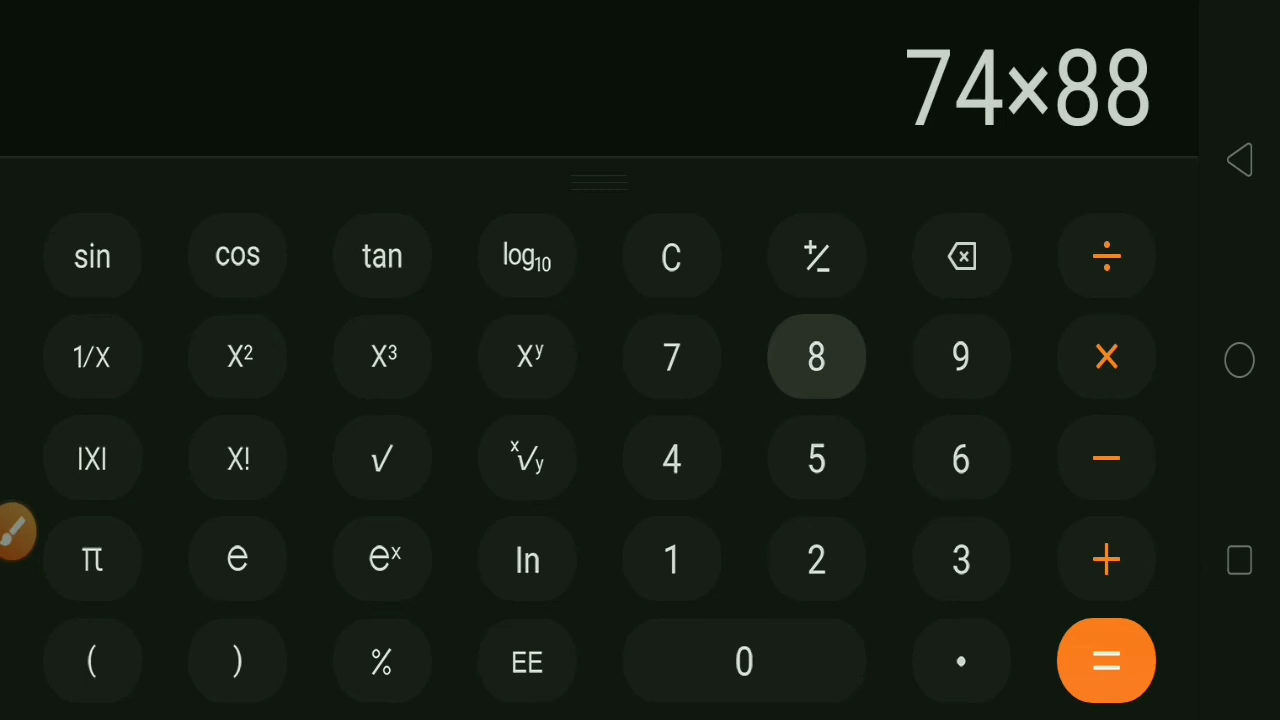 74×88
sin cos tan log₁₀ C +/− ÷
1/X X² X³ Xʸ 7 8 9 ×
|X| X! √ ˣ√y 4 5 6 −
π e eˣ ln 1 2 3 +
( ) % EE 0 • =